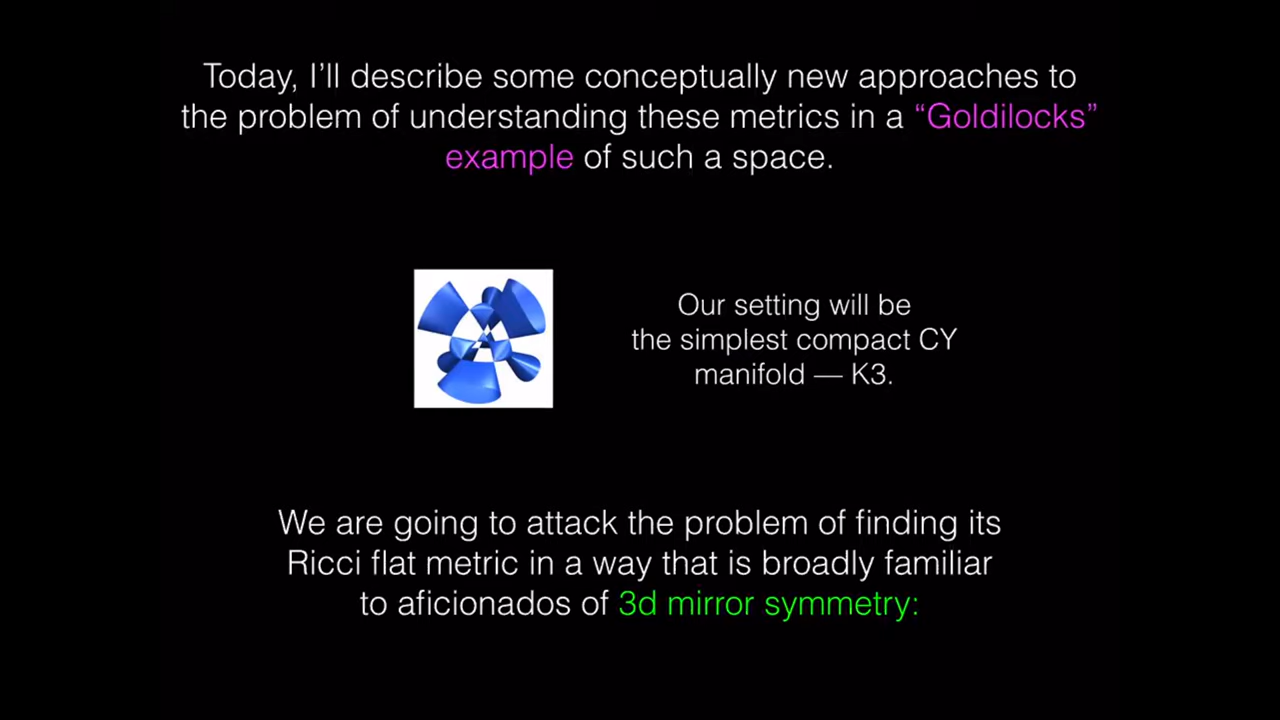 Today, I’ll describe some conceptually new approaches to
the problem of understanding these metrics in a “Goldilocks”
example of such a space.
Our setting will be
the simplest compact CY
manifold — K3.
We are going to attack the problem of finding its
Ricci flat metric in a way that is broadly familiar
to aficionados of 3d mirror symmetry: